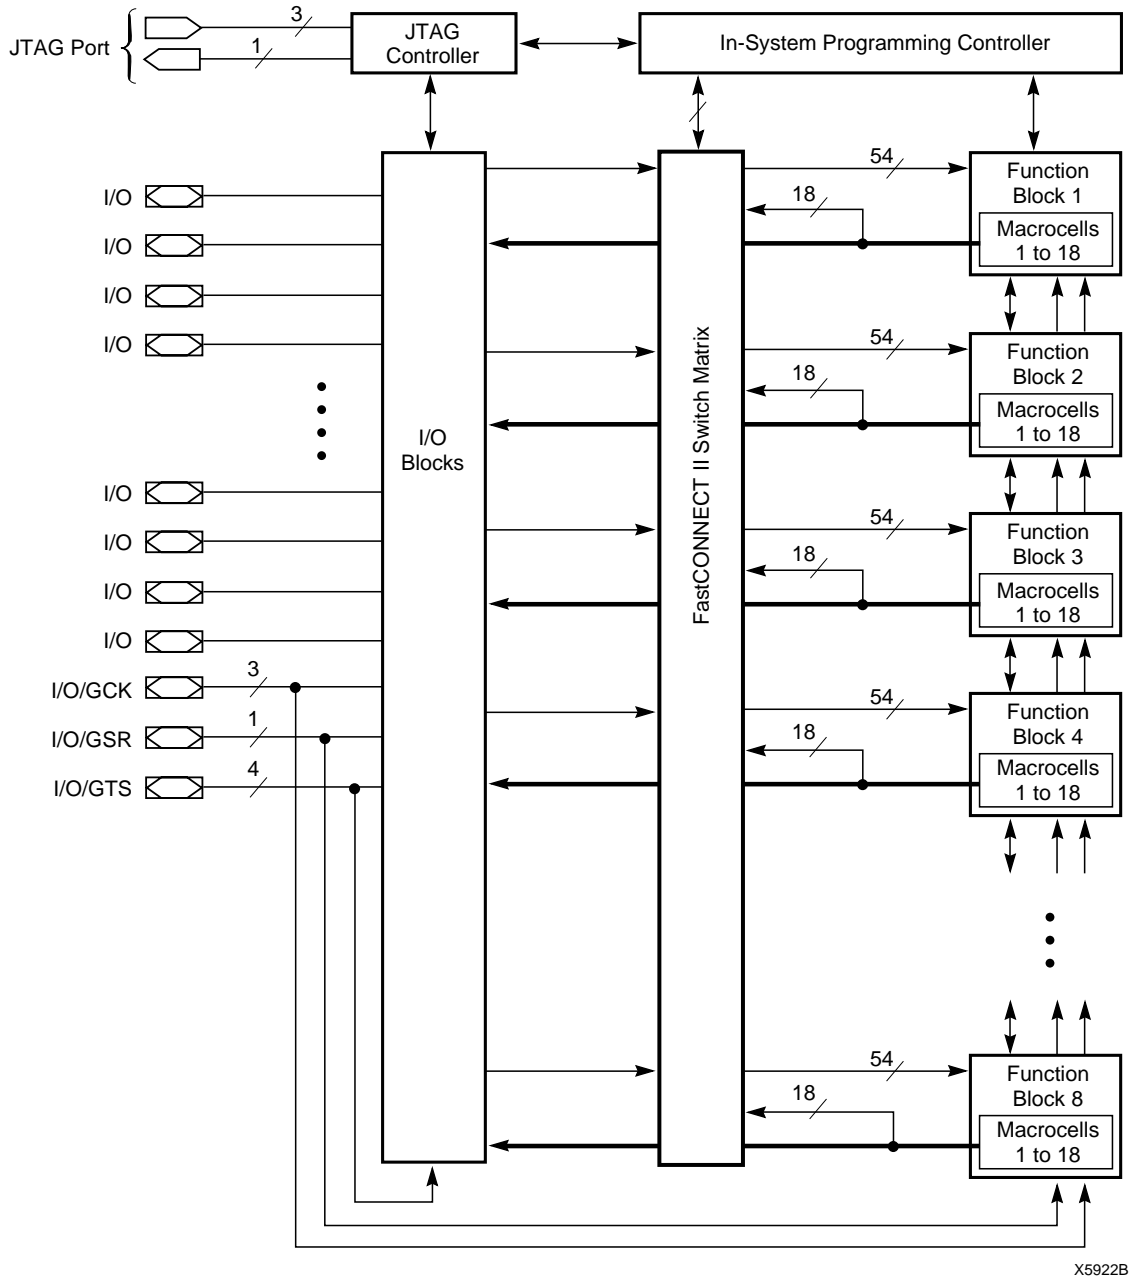 JTAG Port
3
1
JTAG
Controller
In-System Programming Controller
I/O
I/O
I/O
I/O
I/O
I/O
I/O
I/O
I/O/GCK
3
I/O/GSR
1
I/O/GTS
4
I/O
Blocks
FastCONNECT II Switch Matrix
54
18
Function
Block 1
Macrocells
1 to 18
54
18
Function
Block 2
Macrocells
1 to 18
54
18
Function
Block 3
Macrocells
1 to 18
54
18
Function
Block 4
Macrocells
1 to 18
54
18
Function
Block 8
Macrocells
1 to 18
X5922B